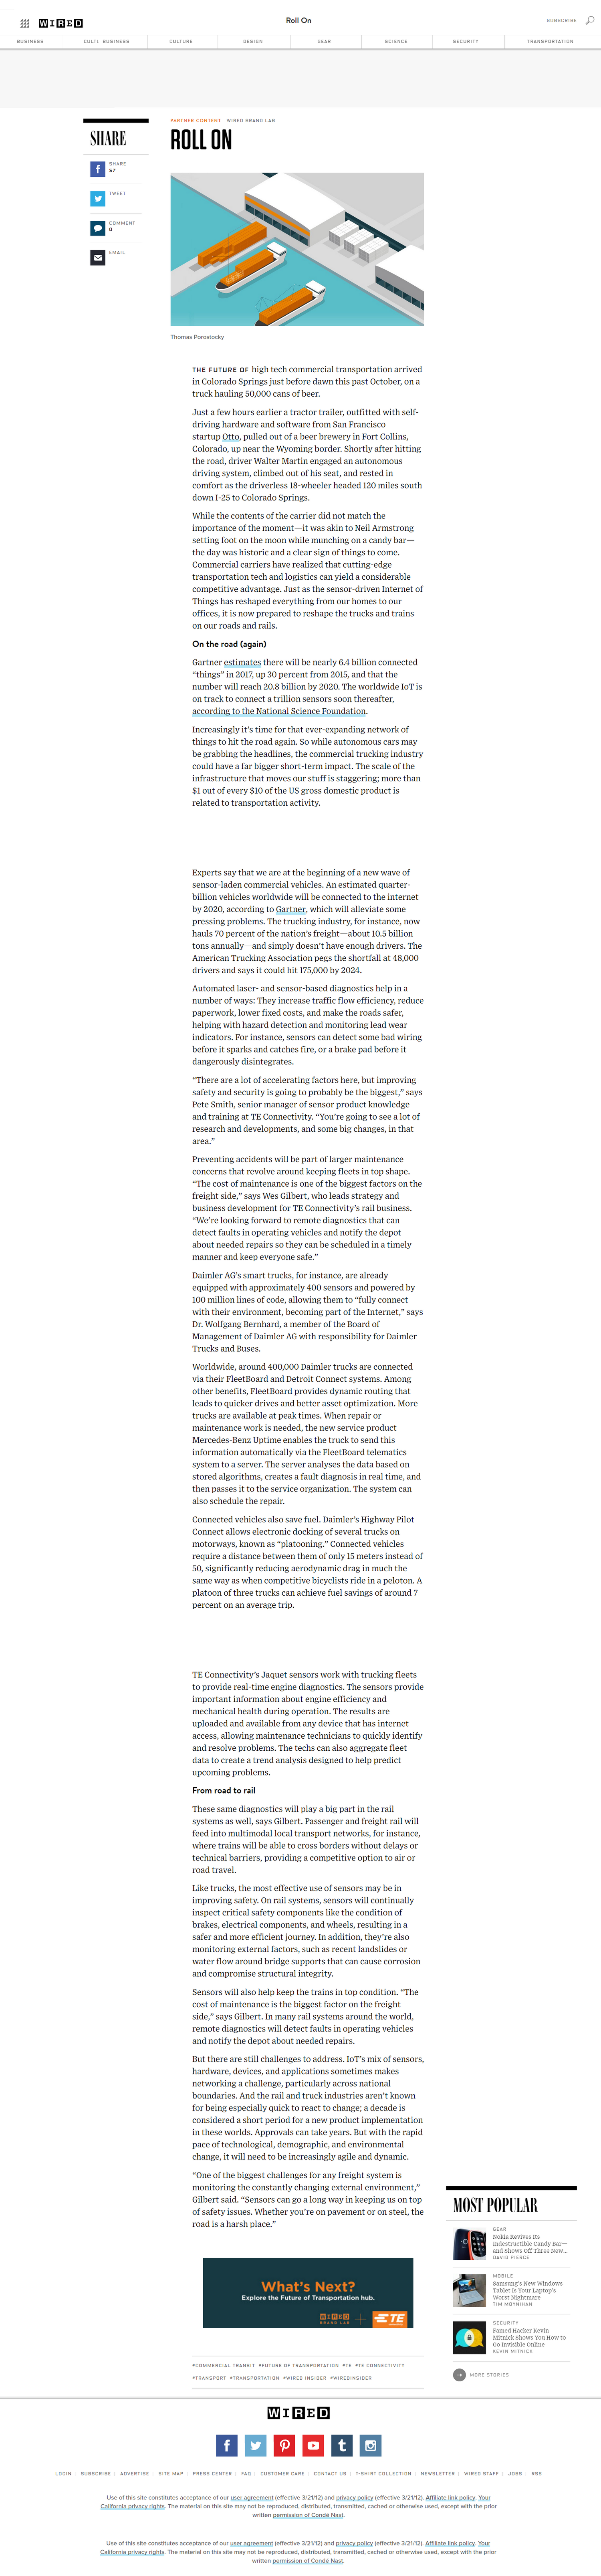 WIRED
Roll On
SUBSCRIBE
BUSINESS
CULTURE
DESIGN
GEAR
SCIENCE
SECURITY
TRANSPORTATION
PARTNER CONTENT WIRED BRAND LAB
ROLL ON
SHARE
SHARE
57
TWEET
COMMENT
0
EMAIL
Thomas Porostocky
THE FUTURE OF high tech commercial transportation arrived
in Colorado Springs just before dawn this past October, on a
truck hauling 50,000 cans of beer.
Just a few hours earlier a tractor trailer, outfitted with self-
driving hardware and software from San Francisco
startup Otto, pulled out of a beer brewery in Fort Collins,
Colorado, up near the Wyoming border. Shortly after hitting
the road, driver Walter Martin engaged an autonomous
driving system, climbed out of his seat, and rested in
comfort as the driverless 18-wheeler headed 120 miles south
down I-25 to Colorado Springs.
While the contents of the carrier did not match the
importance of the moment—it was akin to Neil Armstrong
setting foot on the moon while munching on a candy bar—
the day was historic and a clear sign of things to come.
Commercial carriers have realized that cutting-edge
transportation tech and logistics can yield a considerable
competitive advantage. Just as the sensor-driven Internet of
Things has reshaped everything from our homes to our
offices, it is now prepared to reshape the trucks and trains
on our roads and rails.
On the road (again)
Gartner estimates there will be nearly 6.4 billion connected
“things” in 2017, up 30 percent from 2015, and that the
number will reach 20.8 billion by 2020. The worldwide IoT is
on track to connect a trillion sensors soon thereafter,
according to the National Science Foundation.
Increasingly it’s time for that ever-expanding network of
things to hit the road again. So while autonomous cars may
be grabbing the headlines, the commercial trucking industry
could have a far bigger short-term impact. The scale of the
infrastructure that moves our stuff is staggering; more than
$1 out of every $10 of the US gross domestic product is
related to transportation activity.
Experts say that we are at the beginning of a new wave of
sensor-laden commercial vehicles. An estimated quarter-
billion vehicles worldwide will be connected to the internet
by 2020, according to Gartner, which will alleviate some
pressing problems. The trucking industry, for instance, now
hauls 70 percent of the nation’s freight—about 10.5 billion
tons annually—and simply doesn’t have enough drivers. The
American Trucking Association pegs the shortfall at 48,000
drivers and says it could hit 175,000 by 2024.
Automated laser- and sensor-based diagnostics help in a
number of ways: They increase traffic flow efficiency, reduce
paperwork, lower fixed costs, and make the roads safer,
helping with hazard detection and monitoring lead wear
indicators. For instance, sensors can detect some bad wiring
before it sparks and catches fire, or a brake pad before it
dangerously disintegrates.
“There are a lot of accelerating factors here, but improving
safety and security is going to probably be the biggest,” says
Pete Smith, senior manager of sensor product knowledge
and training at TE Connectivity. “You’re going to see a lot of
research and developments, and some big changes, in that
area.”
Preventing accidents will be part of larger maintenance
concerns that revolve around keeping fleets in top shape.
“The cost of maintenance is one of the biggest factors on the
freight side,” says Wes Gilbert, who leads strategy and
business development for TE Connectivity’s rail business.
“We’re looking forward to remote diagnostics that can
detect faults in operating vehicles and notify the depot
about needed repairs so they can be scheduled in a timely
manner and keep everyone safe.”
Daimler AG’s smart trucks, for instance, are already
equipped with approximately 400 sensors and powered by
100 million lines of code, allowing them to “fully connect
with their environment, becoming part of the Internet,” says
Dr. Wolfgang Bernhard, a member of the Board of
Management of Daimler AG with responsibility for Daimler
Trucks and Buses.
Worldwide, around 400,000 Daimler trucks are connected
via their FleetBoard and Detroit Connect systems. Among
other benefits, FleetBoard provides dynamic routing that
leads to quicker drives and better asset optimization. More
trucks are available at peak times. When repair or
maintenance work is needed, the new service product
Mercedes-Benz Uptime enables the truck to send this
information automatically via the FleetBoard telematics
system to a server. The server analyses the data based on
stored algorithms, creates a fault diagnosis in real time, and
then passes it to the service organization. The system can
also schedule the repair.
Connected vehicles also save fuel. Daimler’s Highway Pilot
Connect allows electronic docking of several trucks on
motorways, known as “platooning.” Connected vehicles
require a distance between them of only 15 meters instead of
50, significantly reducing aerodynamic drag in much the
same way as when competitive bicyclists ride in a peloton. A
platoon of three trucks can achieve fuel savings of around 7
percent on an average trip.
TE Connectivity’s Jaquet sensors work with trucking fleets
to provide real-time engine diagnostics. The sensors provide
important information about engine efficiency and
mechanical health during operation. The results are
uploaded and available from any device that has internet
access, allowing maintenance technicians to quickly identify
and resolve problems. The techs can also aggregate fleet
data to create a trend analysis designed to help predict
upcoming problems.
From road to rail
These same diagnostics will play a big part in the rail
systems as well, says Gilbert. Passenger and freight rail will
feed into multimodal local transport networks, for instance,
where trains will be able to cross borders without delays or
technical barriers, providing a competitive option to air or
road travel.
Like trucks, the most effective use of sensors may be in
improving safety. On rail systems, sensors will continually
inspect critical safety components like the condition of
brakes, electrical components, and wheels, resulting in a
safer and more efficient journey. In addition, they’re also
monitoring external factors, such as recent landslides or
water flow around bridge supports that can cause corrosion
and compromise structural integrity.
Sensors will also help keep the trains in top condition. “The
cost of maintenance is the biggest factor on the freight
side,” says Gilbert. In many rail systems around the world,
remote diagnostics will detect faults in operating vehicles
and notify the depot about needed repairs.
But there are still challenges to address. IoT’s mix of sensors,
hardware, devices, and applications sometimes makes
networking a challenge, particularly across national
boundaries. And the rail and truck industries aren’t known
for being especially quick to react to change; a decade is
considered a short period for a new product implementation
in these worlds. Approvals can take years. But with the rapid
pace of technological, demographic, and environmental
change, it will need to be increasingly agile and dynamic.
“One of the biggest challenges for any freight system is
monitoring the constantly changing external environment,”
Gilbert said. “Sensors can go a long way in keeping us on top
of safety issues. Whether you’re on pavement or on steel, the
road is a harsh place.”
What’s Next?
Explore the Future of Transportation hub.
WIRED BRAND LAB + TE
MOST POPULAR
GEAR
Nokia Revives Its
Indestructible Candy Bar—
and Shows Off Three New...
DAVID PIERCE
MOBILE
Samsung’s New Windows
Tablet Is Your Laptop’s
Worst Nightmare
TIM MOYNIHAN
SECURITY
Famed Hacker Kevin
Mitnick Shows You How to
Go Invisible Online
KEVIN MITNICK
MORE STORIES
#COMMERCIAL TRANSIT #FUTURE OF TRANSPORTATION #TE #TE CONNECTIVITY
#TRANSPORT #TRANSPORTATION #WIRED INSIDER #WIREDINSIDER
WIRED
LOGIN | SUBSCRIBE | ADVERTISE | SITE MAP | PRESS CENTER | FAQ | CUSTOMER CARE | CONTACT US | T-SHIRT COLLECTION | NEWSLETTER | WIRED STAFF | JOBS | RSS
Use of this site constitutes acceptance of our user agreement (effective 3/21/12) and privacy policy (effective 3/21/12). Affiliate link policy. Your
California privacy rights. The material on this site may not be reproduced, distributed, transmitted, cached or otherwise used, except with the prior
written permission of Condé Nast.
Use of this site constitutes acceptance of our user agreement (effective 3/21/12) and privacy policy (effective 3/21/12). Affiliate link policy. Your
California privacy rights. The material on this site may not be reproduced, distributed, transmitted, cached or otherwise used, except with the prior
written permission of Condé Nast.